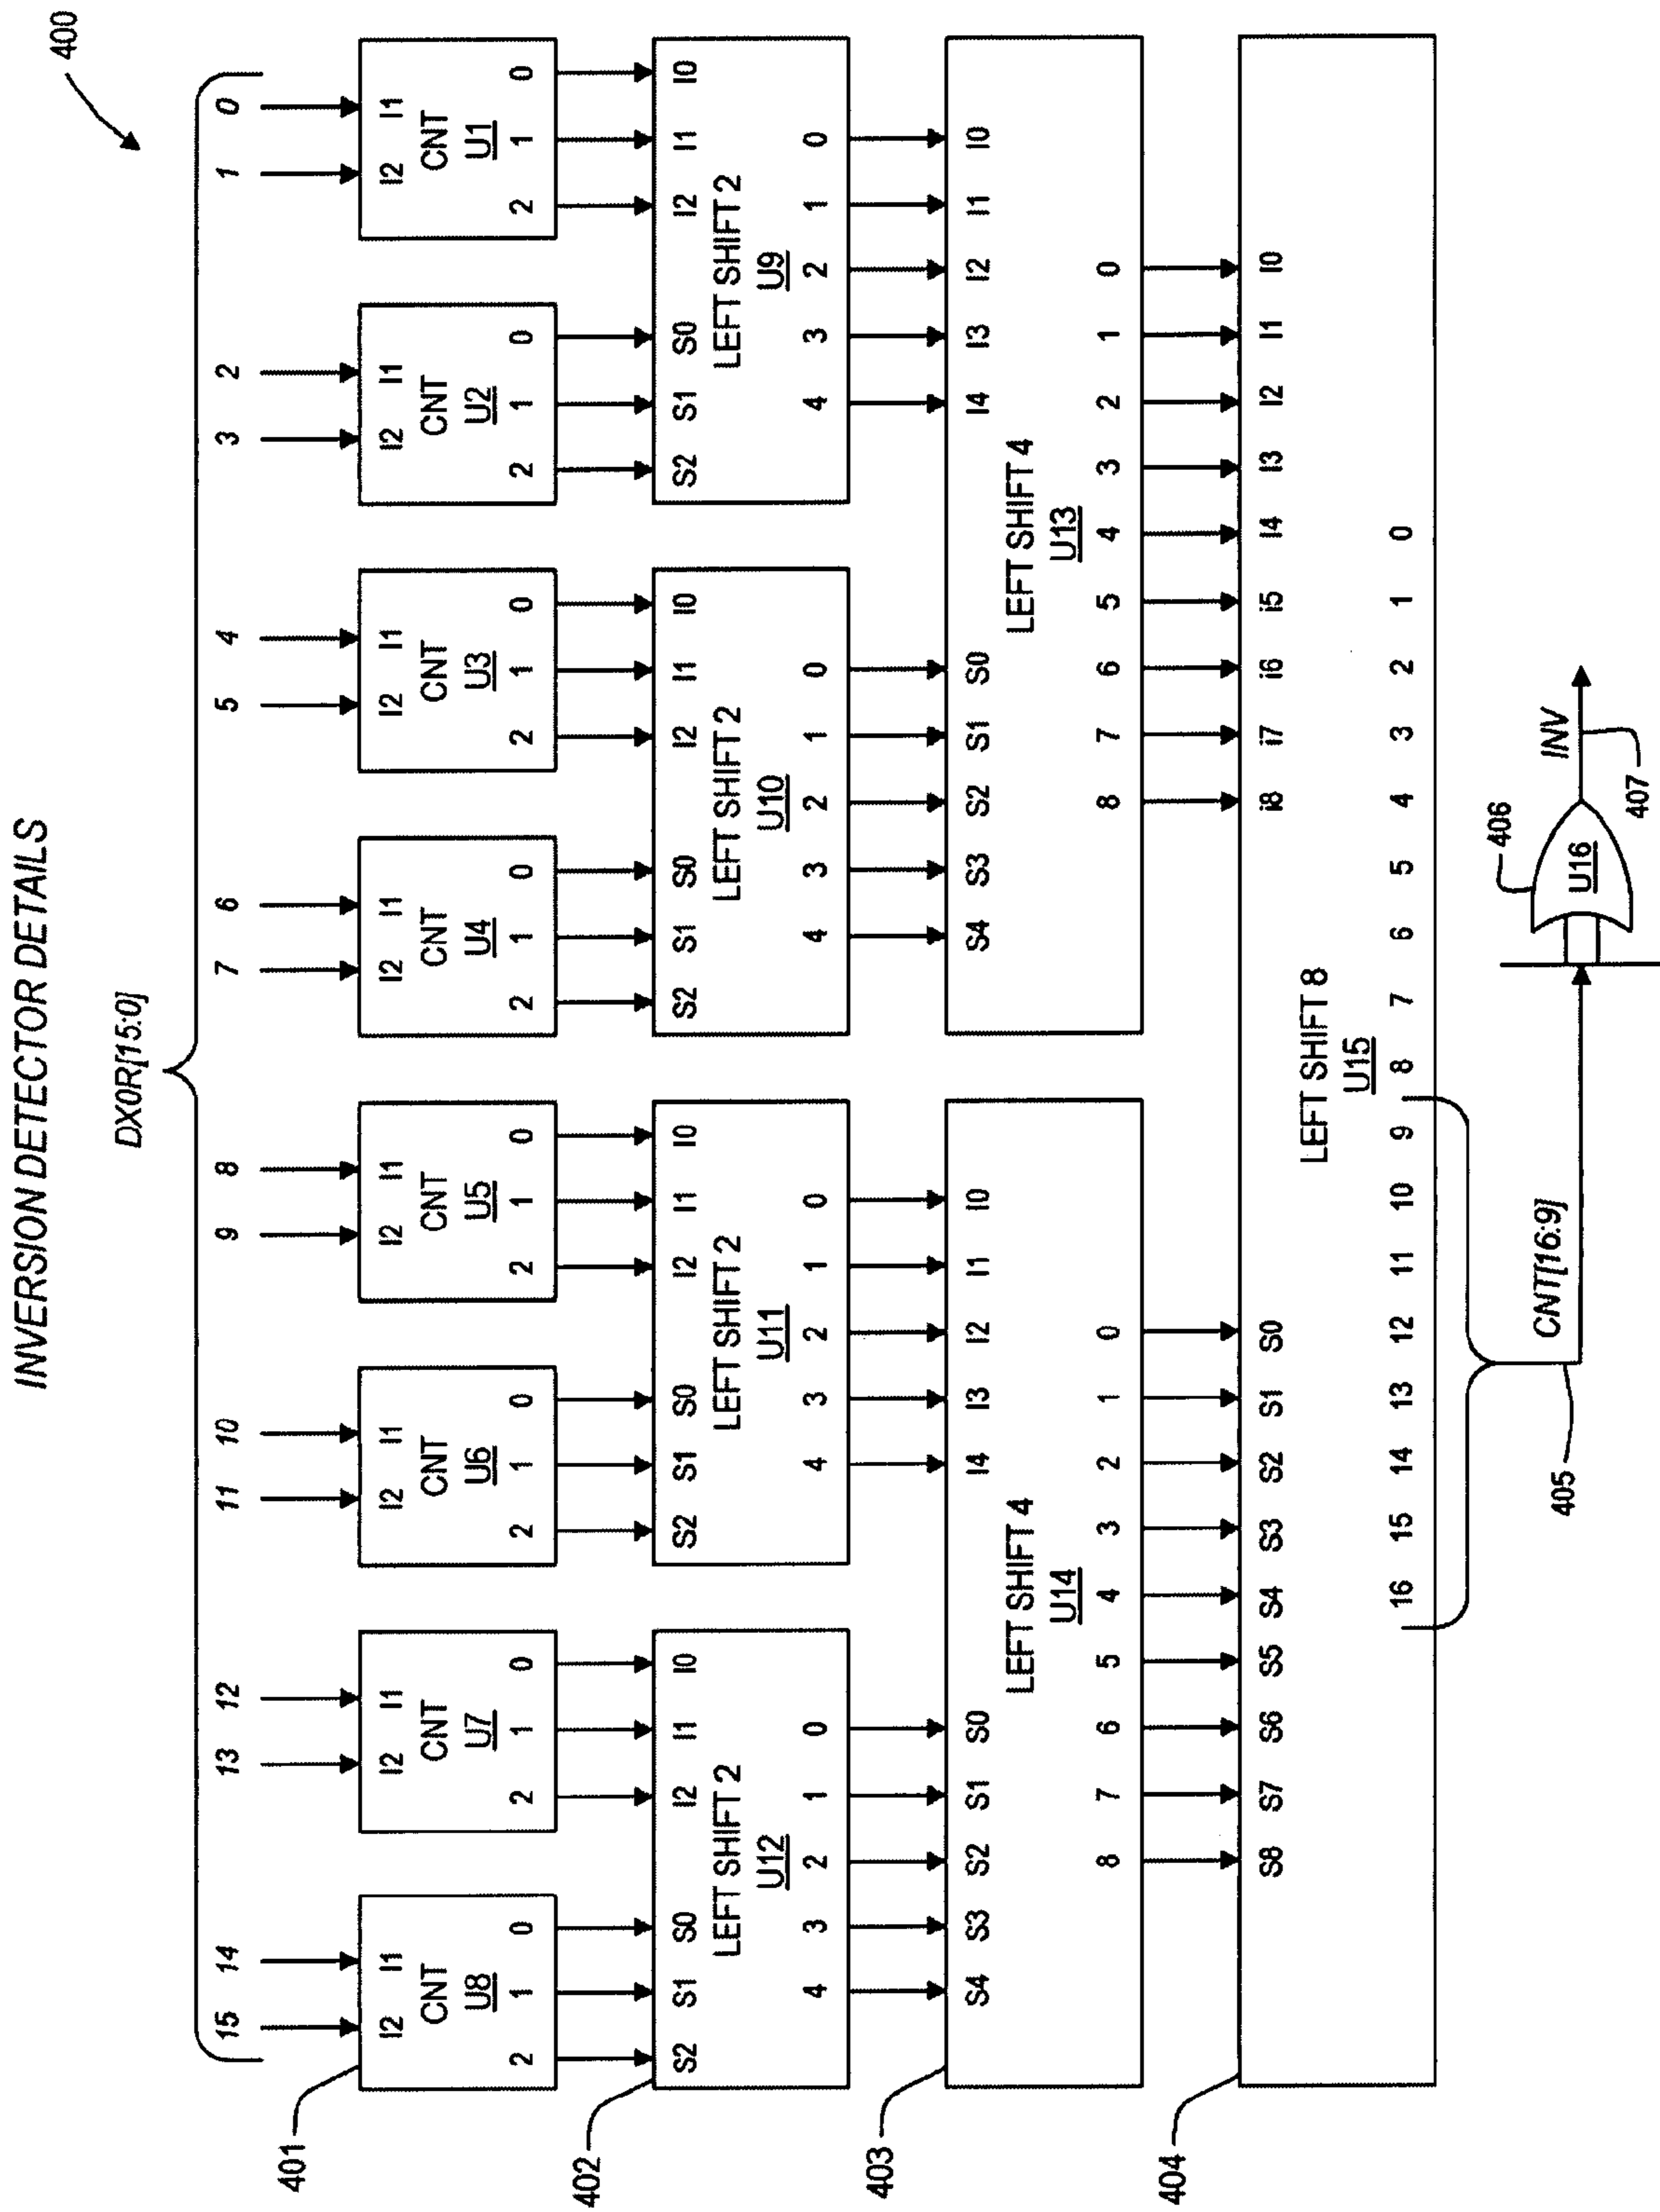 INVERSION DETECTOR DETAILS
400
DX0R[15:0]
15 14 13 12 11 10 9 8 7 6 5 4 3 2 1 0
401
I2 I1 I2 I1 I2 I1 I2 I1 I2 I1 I2 I1 I2 I1 I2 I1
CNT CNT CNT CNT CNT CNT CNT CNT
U8 U7 U6 U5 U4 U3 U2 U1
2 1 0 2 1 0 2 1 0 2 1 0 2 1 0 2 1 0 2 1 0 2 1 0
402
S2 S1 S0 I2 I1 I0 S2 S1 S0 I2 I1 I0 S2 S1 S0 I2 I1 I0 S2 S1 S0 I2 I1 I0
LEFT SHIFT 2 LEFT SHIFT 2 LEFT SHIFT 2 LEFT SHIFT 2
U12 U11 U10 U9
4 3 2 1 0 4 3 2 1 0 4 3 2 1 0 4 3 2 1 0
403
S4 S3 S2 S1 S0 I4 I3 I2 I1 I0 S4 S3 S2 S1 S0 I4 I3 I2 I1 I0
LEFT SHIFT 4 LEFT SHIFT 4
U14 U13
8 7 6 5 4 3 2 1 0 8 7 6 5 4 3 2 1 0
404
S8 S7 S6 S5 S4 S3 S2 S1 S0 i8 i7 i6 i5 I4 I3 I2 I1 I0
LEFT SHIFT 8
U15
16 15 14 13 12 11 10 9 8 7 6 5 4 3 2 1 0
405
CNT[16:9]
406
U16
INV
407